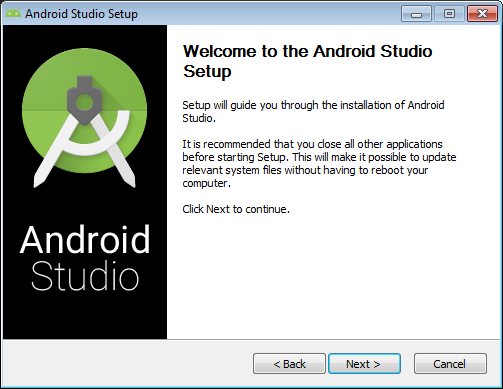 Android Studio Setup
Welcome to the Android Studio
Setup
Setup will guide you through the installation of Android
Studio.
It is recommended that you close all other applications
before starting Setup. This will make it possible to update
relevant system files without having to reboot your
computer.
Click Next to continue.
Android
Studio
< Back
Next >
Cancel